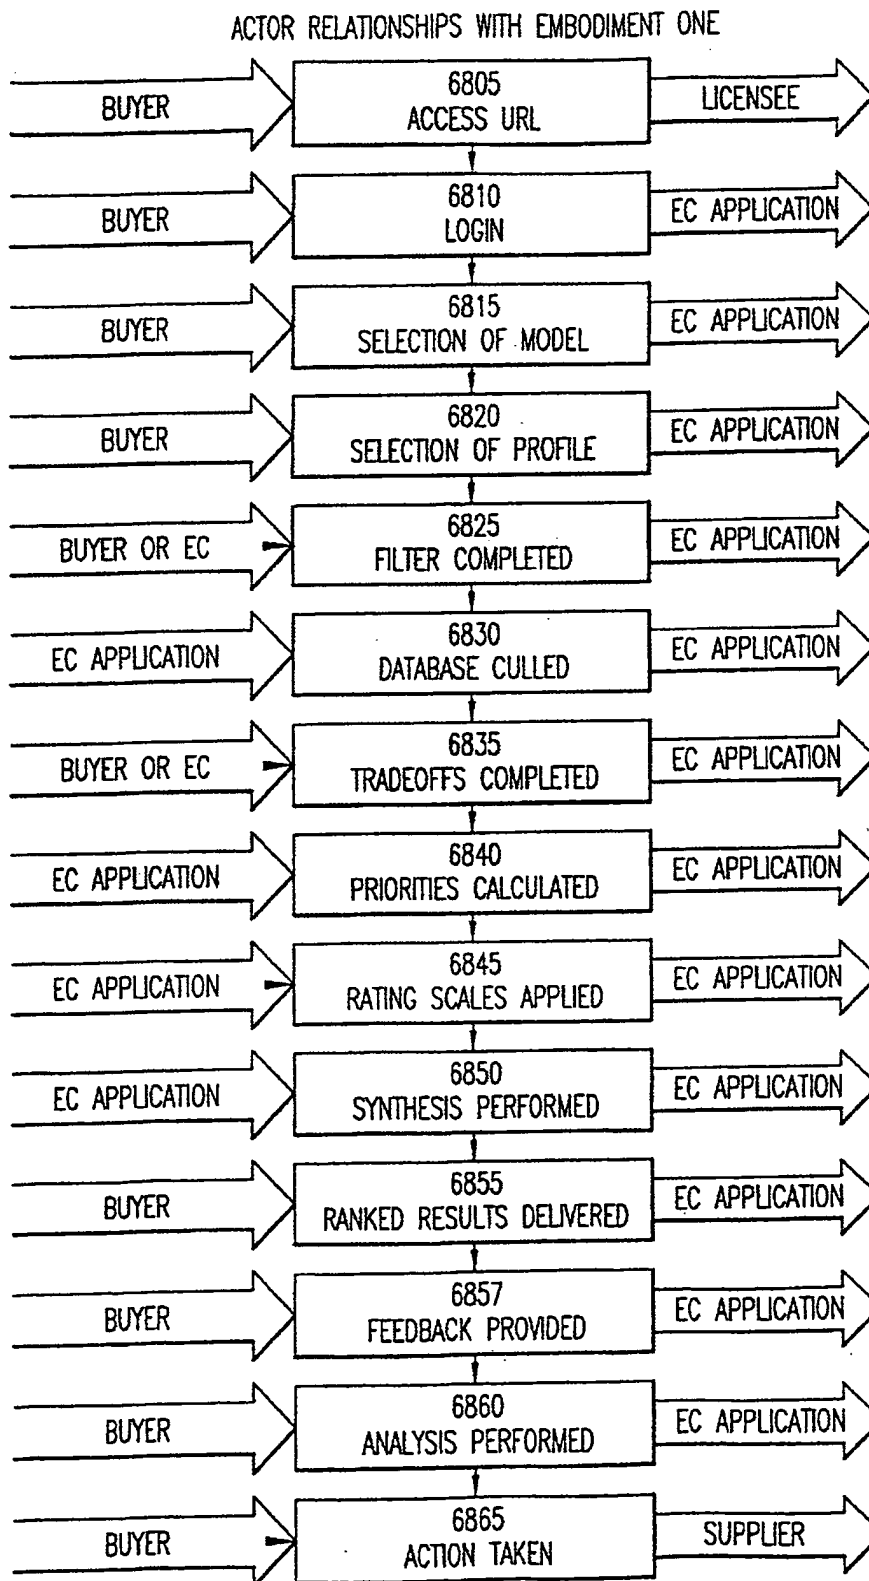 ACTOR RELATIONSHIPS WITH EMBODIMENT ONE
BUYER
6805
ACCESS URL
LICENSEE
BUYER
6810
LOGIN
EC APPLICATION
BUYER
6815
SELECTION OF MODEL
EC APPLICATION
BUYER
6820
SELECTION OF PROFILE
EC APPLICATION
BUYER OR EC
6825
FILTER COMPLETED
EC APPLICATION
EC APPLICATION
6830
DATABASE CULLED
EC APPLICATION
BUYER OR EC
6835
TRADEOFFS COMPLETED
EC APPLICATION
EC APPLICATION
6840
PRIORITIES CALCULATED
EC APPLICATION
EC APPLICATION
6845
RATING SCALES APPLIED
EC APPLICATION
EC APPLICATION
6850
SYNTHESIS PERFORMED
EC APPLICATION
BUYER
6855
RANKED RESULTS DELIVERED
EC APPLICATION
BUYER
6857
FEEDBACK PROVIDED
EC APPLICATION
BUYER
6860
ANALYSIS PERFORMED
EC APPLICATION
BUYER
6865
ACTION TAKEN
SUPPLIER